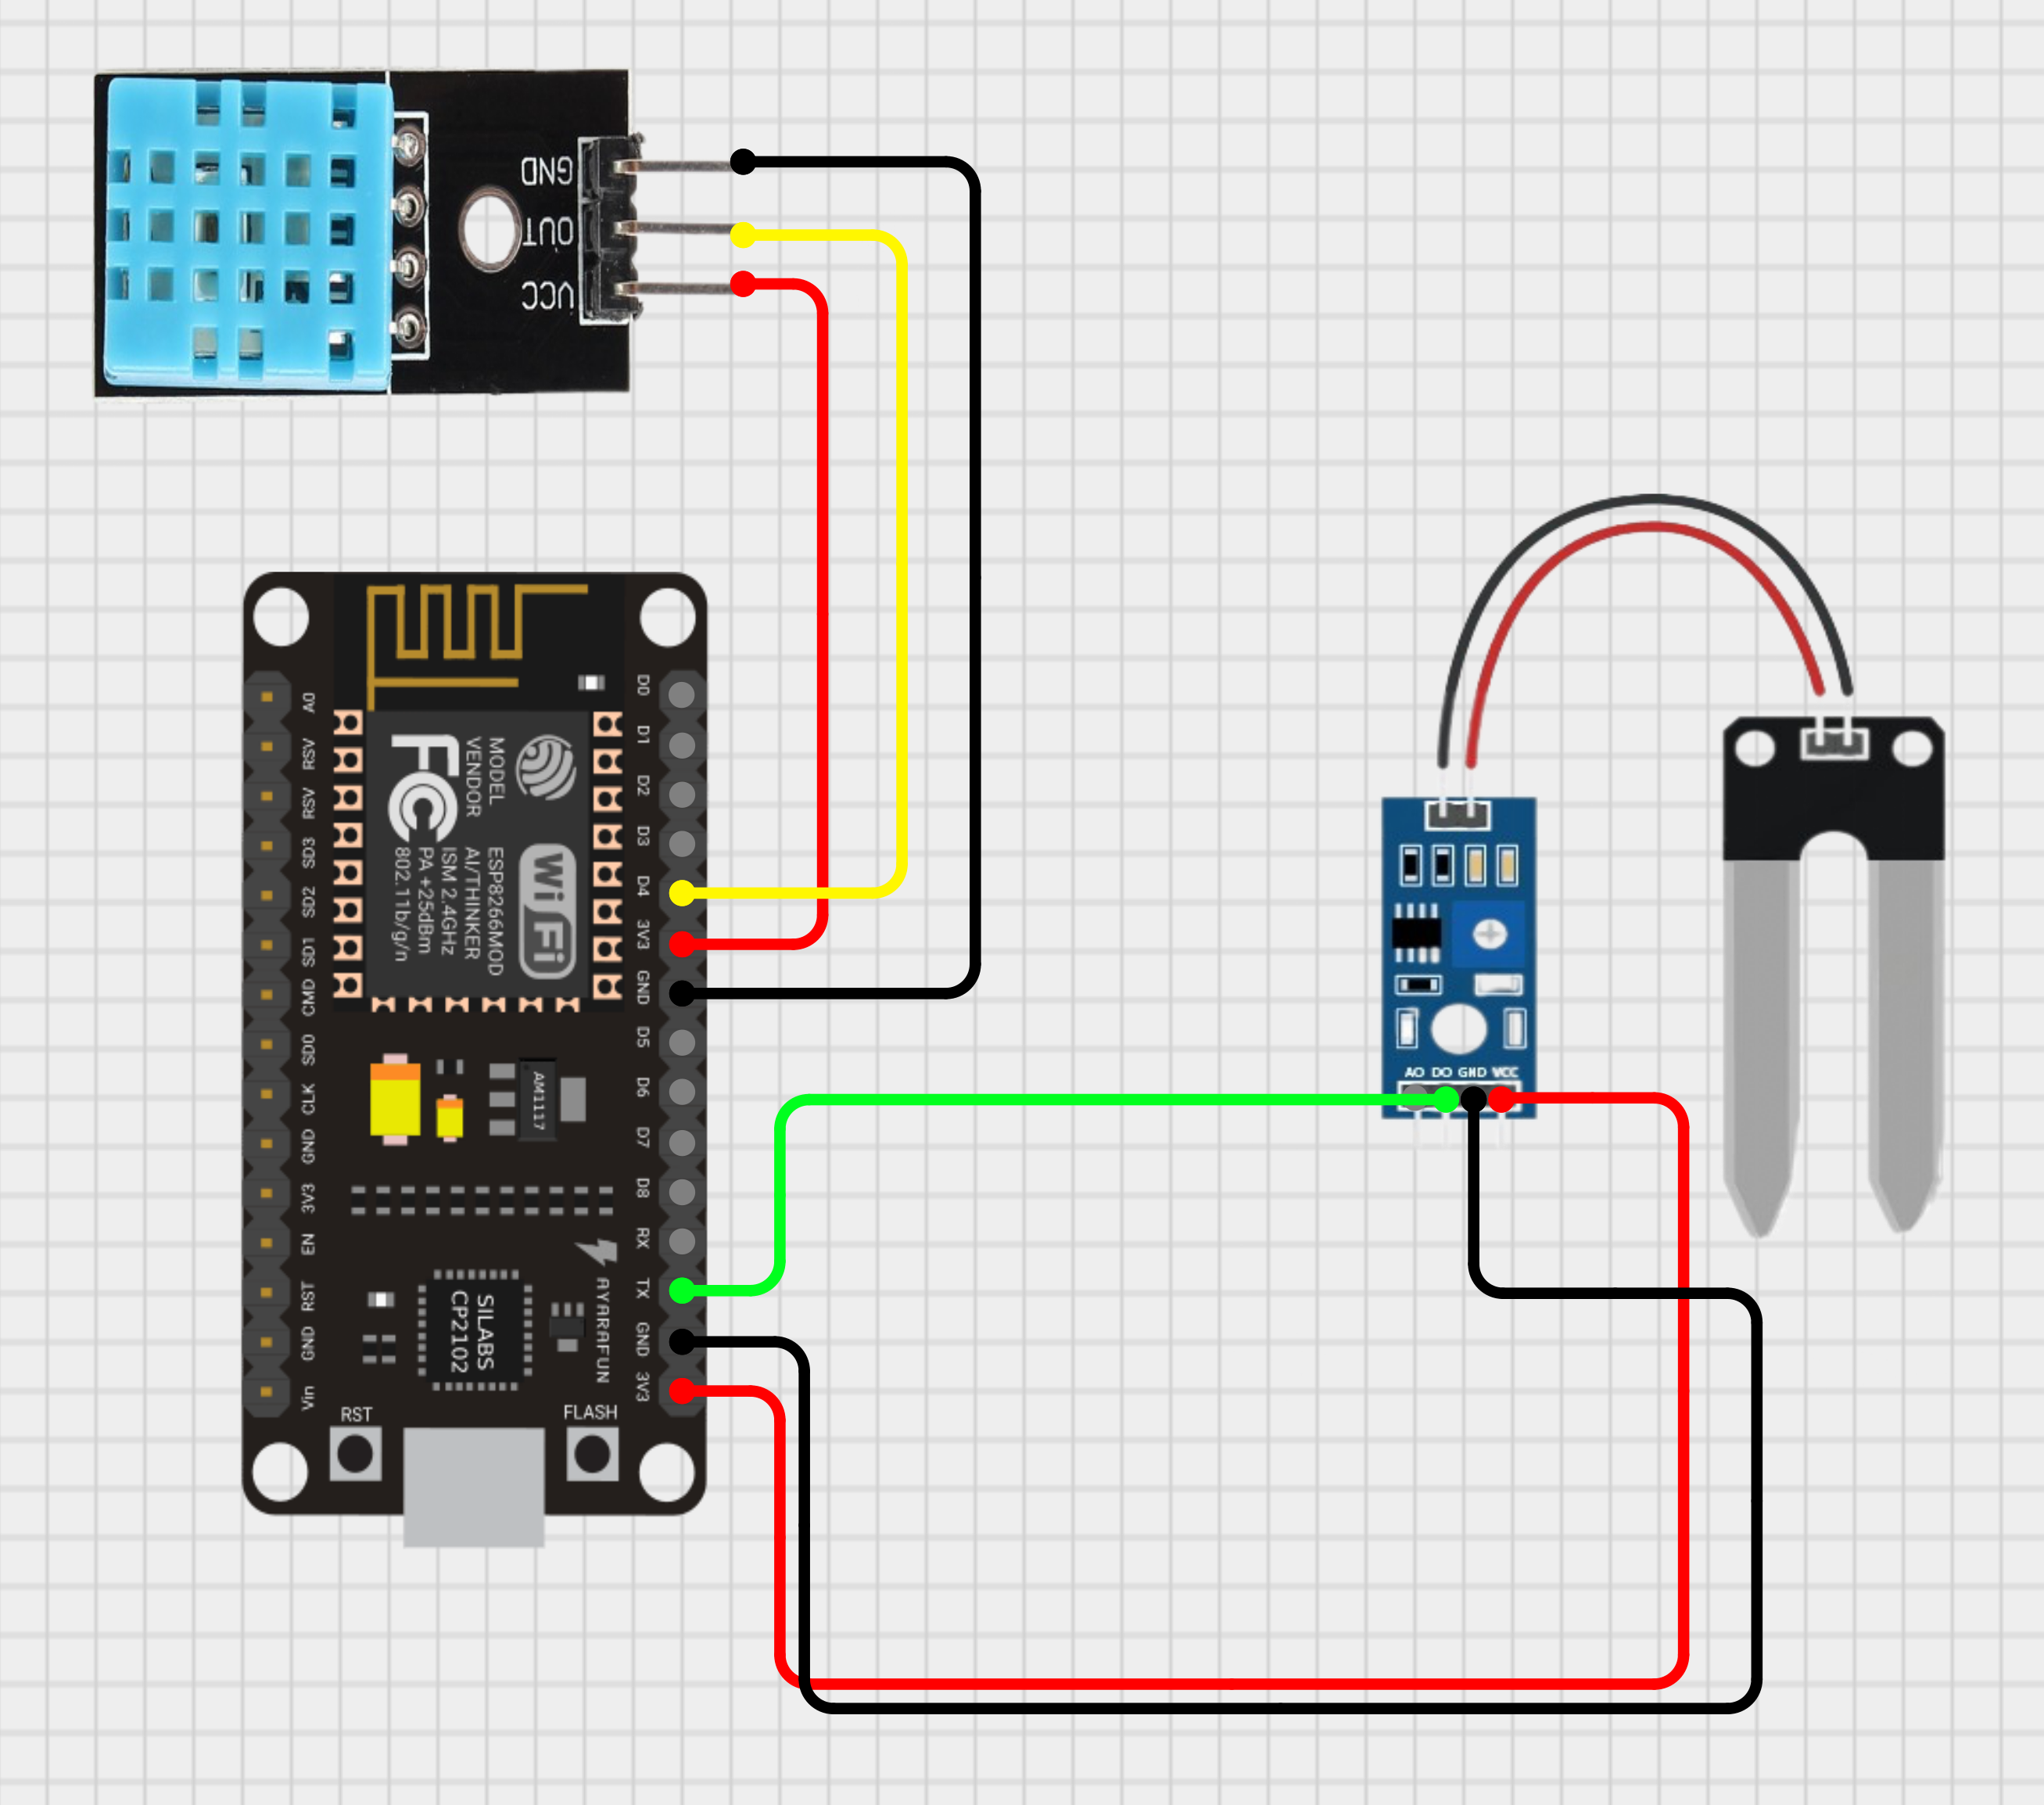 GND
OUT
VCC
A0
RSV
RSV
SD3
SD2
SD1
CMD
SD0
CLK
GND
3V3
EN
RST
GND
Vin
D0
D1
D2
D3
D4
3V3
GND
D5
D6
D7
D8
RX
TX
GND
3V3
MODEL
VENDOR
ESP8266MOD
AI/THINKER
ISM 2.4GHz
PA +25dBm
802.11b/g/n
FC
WiFi
AM1117
SILABS
CP2102
AYARAFUN
RST
FLASH
AO DO GND VCC